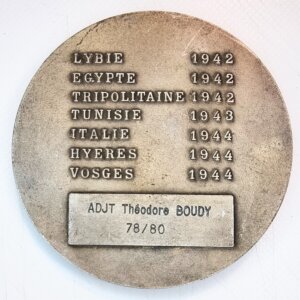 LYBIE 1942
EGYPTE 1942
TRIPOLITAINE 1942
TUNISIE 1943
ITALIE 1944
HYERES 1944
VOSGES 1944
ADJT Théodore BOUDY
78/80